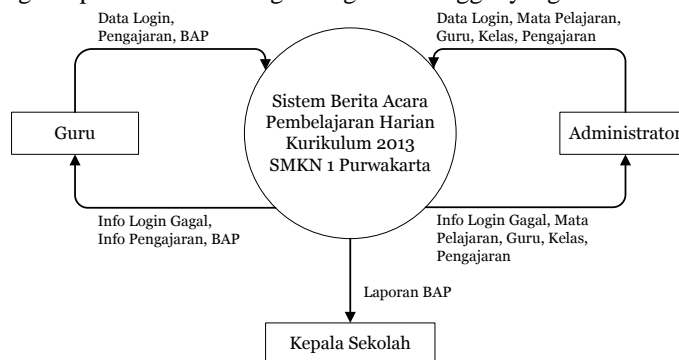 Data Login,
Pengajaran, BAP
Data Login, Mata Pelajaran,
Guru, Kelas, Pengajaran
Guru
Sistem Berita Acara
Pembelajaran Harian
Kurikulum 2013
SMKN 1 Purwakarta
Administrator
Info Login Gagal,
Info Pengajaran, BAP
Info Login Gagal, Mata
Pelajaran, Guru, Kelas,
Pengajaran
Laporan BAP
Kepala Sekolah